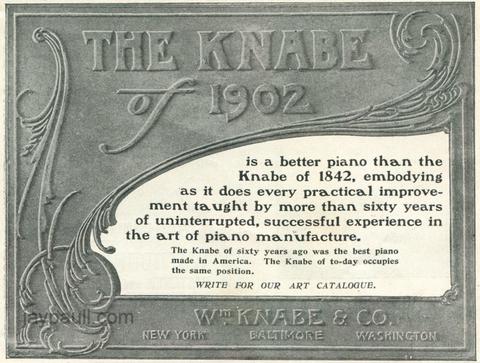 THE KNABE
of 1902
is a better piano than the
Knabe of 1842, embodying
as it does every practical improve-
ment taught by more than sixty years
of uninterrupted, successful experience in
the art of piano manufacture.
The Knabe of sixty years ago was the best piano
made in America. The Knabe of to-day occupies
the same position.
WRITE FOR OUR ART CATALOGUE.
WM KNABE & CO.
NEW YORK BALTIMORE WASHINGTON
jaypaull.com